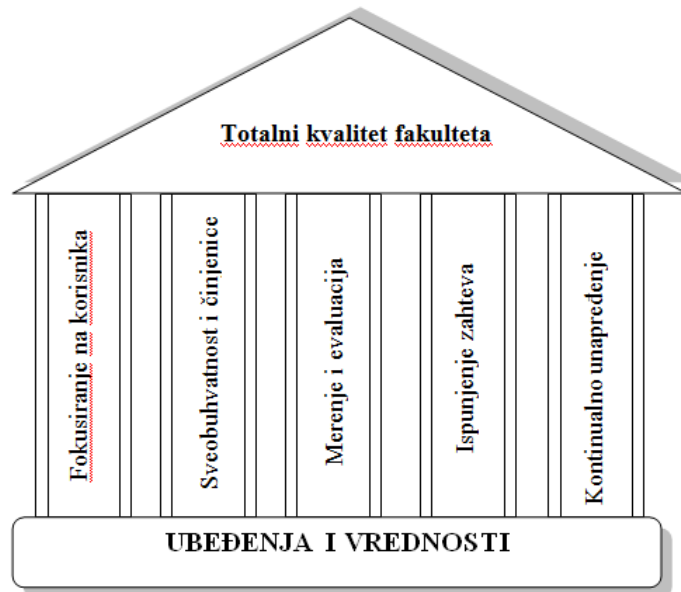 Totalni kvalitet fakulteta
Fokusiranje na korisnika
Sveobuhvatnost i činjenice
Merenje i evaluacija
Ispunjenje zahteva
Kontinualno unapređenje
UBEĐENJA I VREDNOSTI